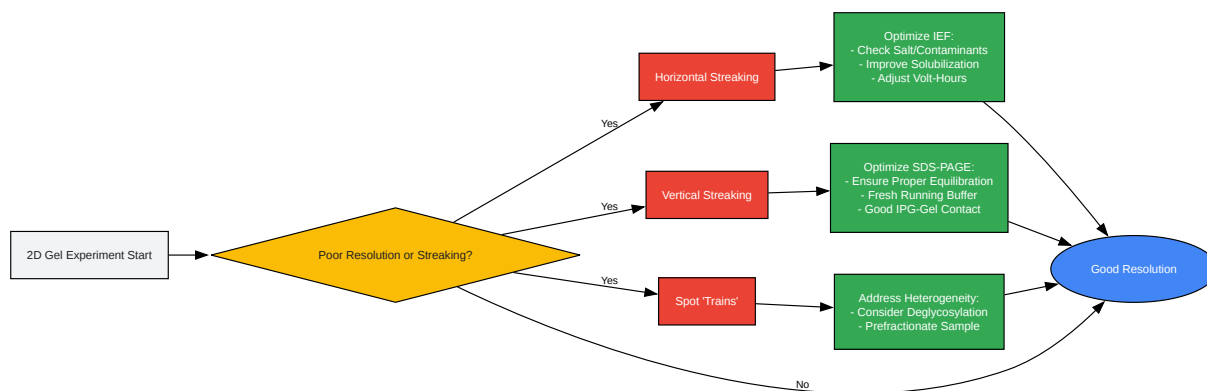 2D Gel Experiment Start
Poor Resolution or Streaking?
Yes
Horizontal Streaking
Optimize IEF:
- Check Salt/Contaminants
- Improve Solubilization
- Adjust Volt-Hours
Yes
Vertical Streaking
Optimize SDS-PAGE:
- Ensure Proper Equilibration
- Fresh Running Buffer
- Good IPG-Gel Contact
Yes
Spot 'Trains'
Address Heterogeneity:
- Consider Deglycosylation
- Prefractionate Sample
No
Good Resolution